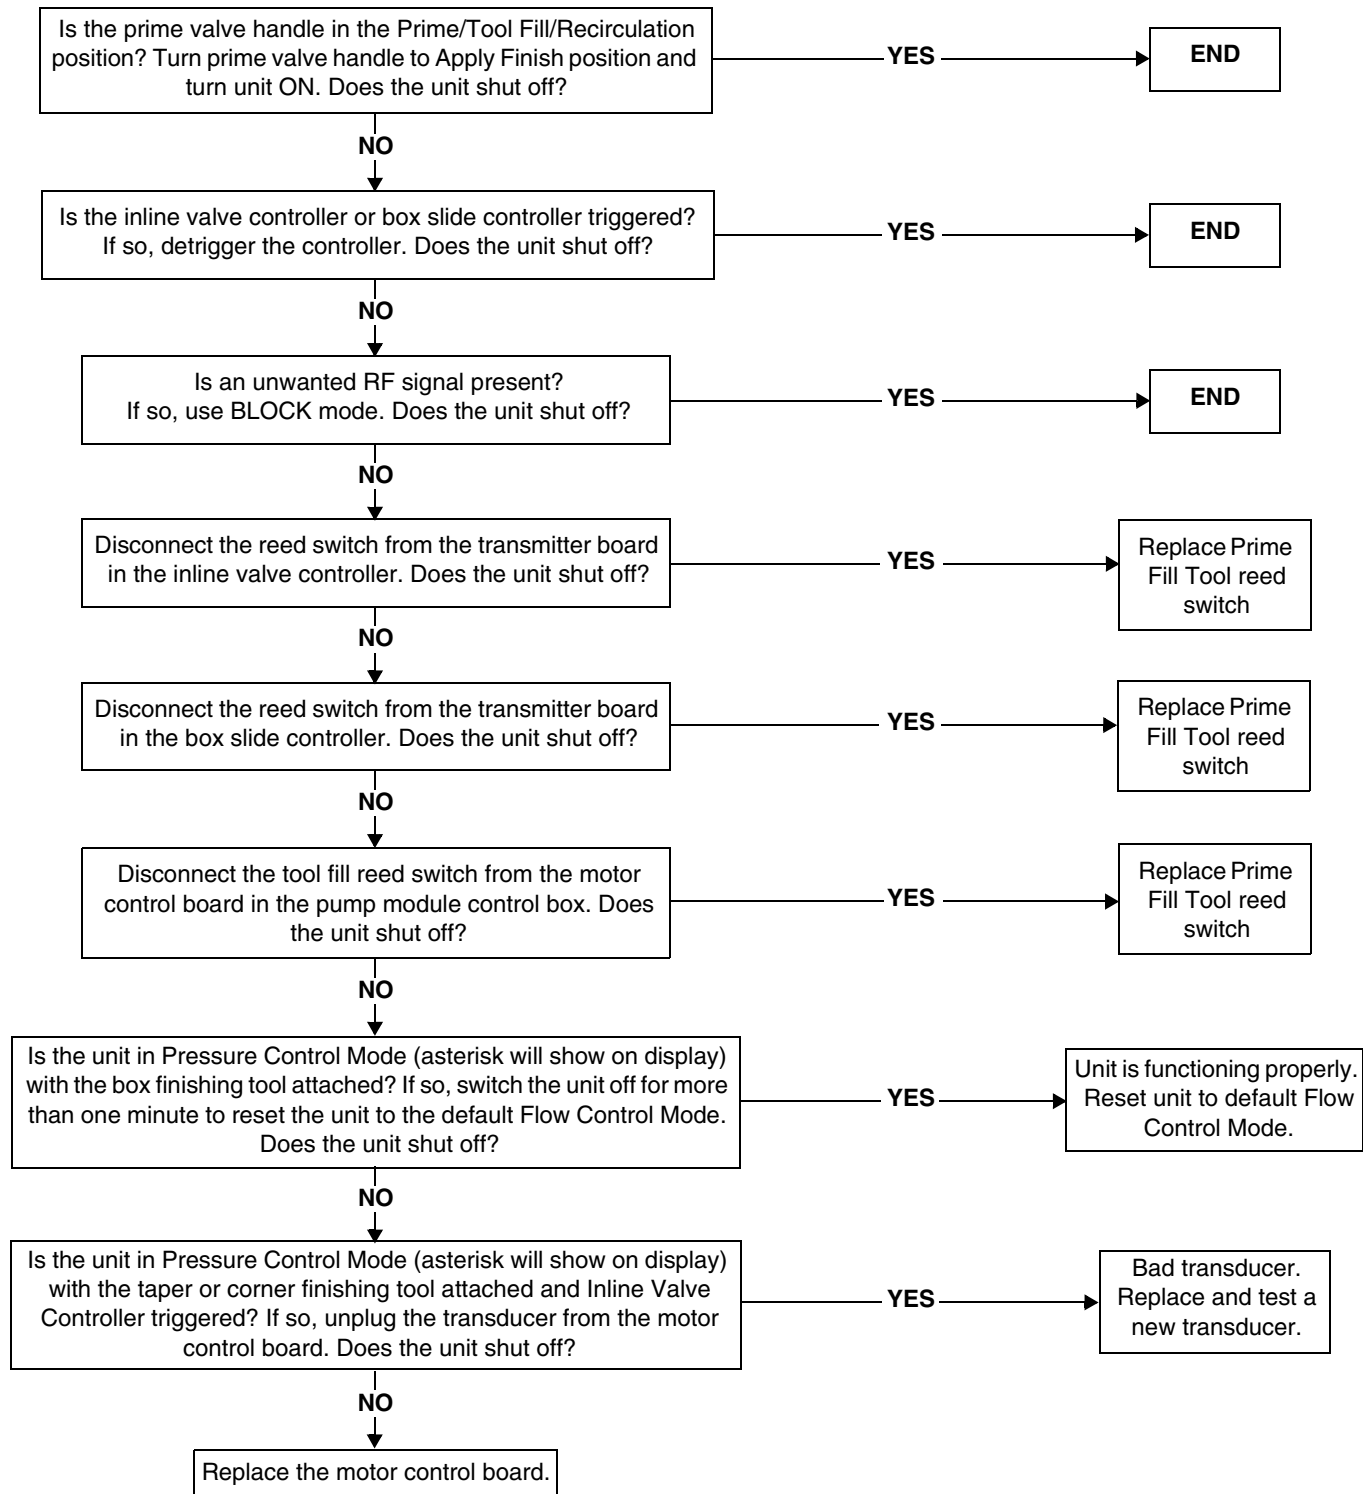 Is the prime valve handle in the Prime/Tool Fill/Recirculation
position? Turn prime valve handle to Apply Finish position and
turn unit ON. Does the unit shut off?
YES
END
NO
Is the inline valve controller or box slide controller triggered?
If so, detrigger the controller. Does the unit shut off?
YES
END
NO
Is an unwanted RF signal present?
If so, use BLOCK mode. Does the unit shut off?
YES
END
NO
Disconnect the reed switch from the transmitter board
in the inline valve controller. Does the unit shut off?
YES
Replace Prime
Fill Tool reed
switch
NO
Disconnect the reed switch from the transmitter board
in the box slide controller. Does the unit shut off?
YES
Replace Prime
Fill Tool reed
switch
NO
Disconnect the tool fill reed switch from the motor
control board in the pump module control box. Does
the unit shut off?
YES
Replace Prime
Fill Tool reed
switch
NO
Is the unit in Pressure Control Mode (asterisk will show on display)
with the box finishing tool attached? If so, switch the unit off for more
than one minute to reset the unit to the default Flow Control Mode.
Does the unit shut off?
YES
Unit is functioning properly.
Reset unit to default Flow
Control Mode.
NO
Is the unit in Pressure Control Mode (asterisk will show on display)
with the taper or corner finishing tool attached and Inline Valve
Controller triggered? If so, unplug the transducer from the motor
control board. Does the unit shut off?
YES
Bad transducer.
Replace and test a
new transducer.
NO
Replace the motor control board.